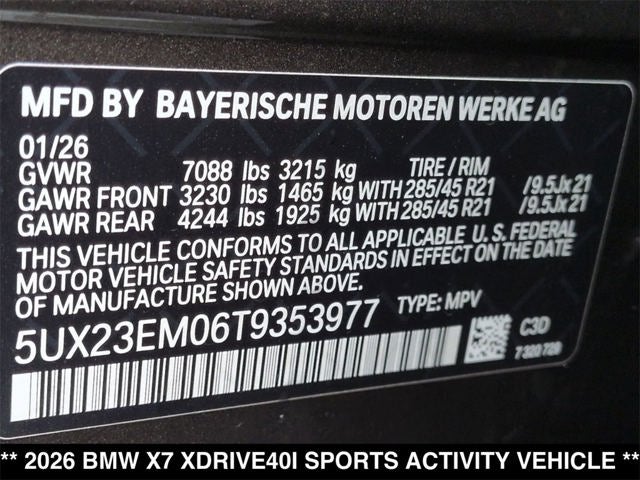 MFD BY BAYERISCHE MOTOREN WERKE AG
01/26
GVWR 7088 lbs 3215 kg TIRE / RIM
GAWR FRONT 3230 lbs 1465 kg WITH 285/45 R21 /9.5Jx21
GAWR REAR 4244 lbs 1925 kg WITH 285/45 R21 /9.5Jx21
THIS VEHICLE CONFORMS TO ALL APPLICABLE U. S. FEDERAL
MOTOR VEHICLE SAFETY STANDARDS IN EFFECT ON THE DATE
OF MANUFACTURE SHOWN ABOVE.
5UX23EM06T9353977 TYPE: MPV
C3D
7 320 728
** 2026 BMW X7 XDRIVE40I SPORTS ACTIVITY VEHICLE **